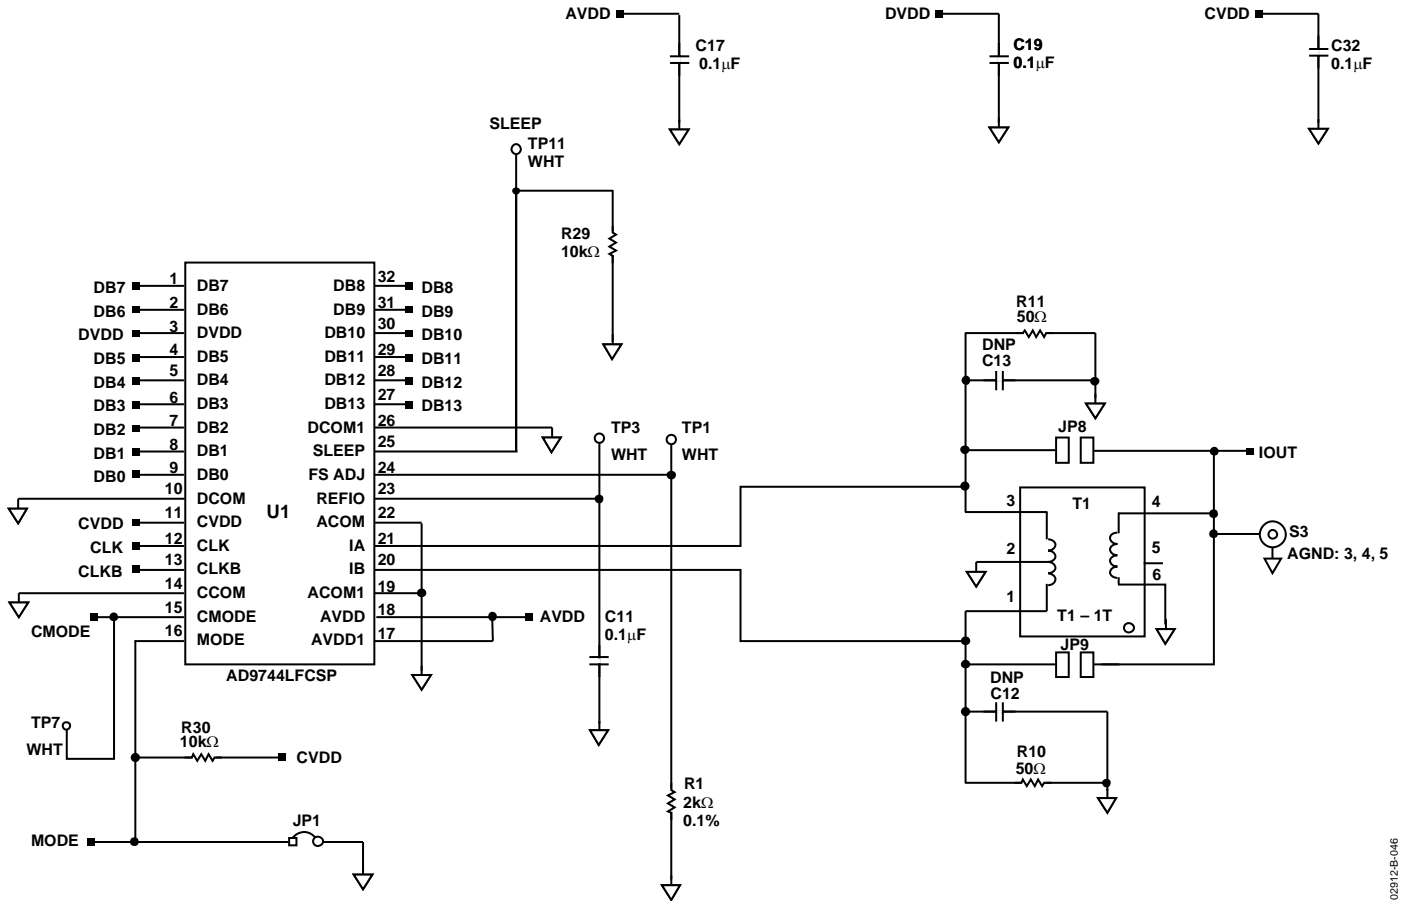 AVDD
C17
0.1μF
DVDD
C19
0.1μF
CVDD
C32
0.1μF
SLEEP
TP11
WHT
R29
10kΩ
DB7 1 DB7
DB6 2 DB6
DVDD 3 DVDD
DB5 4 DB5
DB4 5 DB4
DB3 6 DB3
DB2 7 DB2
DB1 8 DB1
DB0 9 DB0
10 DCOM
CVDD 11 CVDD
CLK 12 CLK
CLKB 13 CLKB
14 CCOM
CMODE 15 CMODE
16 MODE
U1
DB8 32 DB8
DB9 31 DB9
DB10 30 DB10
DB11 29 DB11
DB12 28 DB12
DB13 27 DB13
DCOM1 26
SLEEP 25
FS ADJ 24
REFIO 23
ACOM 22
IA 21
IB 20
ACOM1 19
AVDD 18 AVDD
AVDD1 17
AD9744LFCSP
TP3
WHT
TP1
WHT
C11
0.1μF
R1
2kΩ
0.1%
TP7
WHT
R30
10kΩ
CVDD
MODE
JP1
R11
50Ω
DNP
C13
JP8
IOUT
3 T1 4
2 5
6
1
T1 – 1T
S3
AGND: 3, 4, 5
JP9
DNP
C12
R10
50Ω
02912-B-046